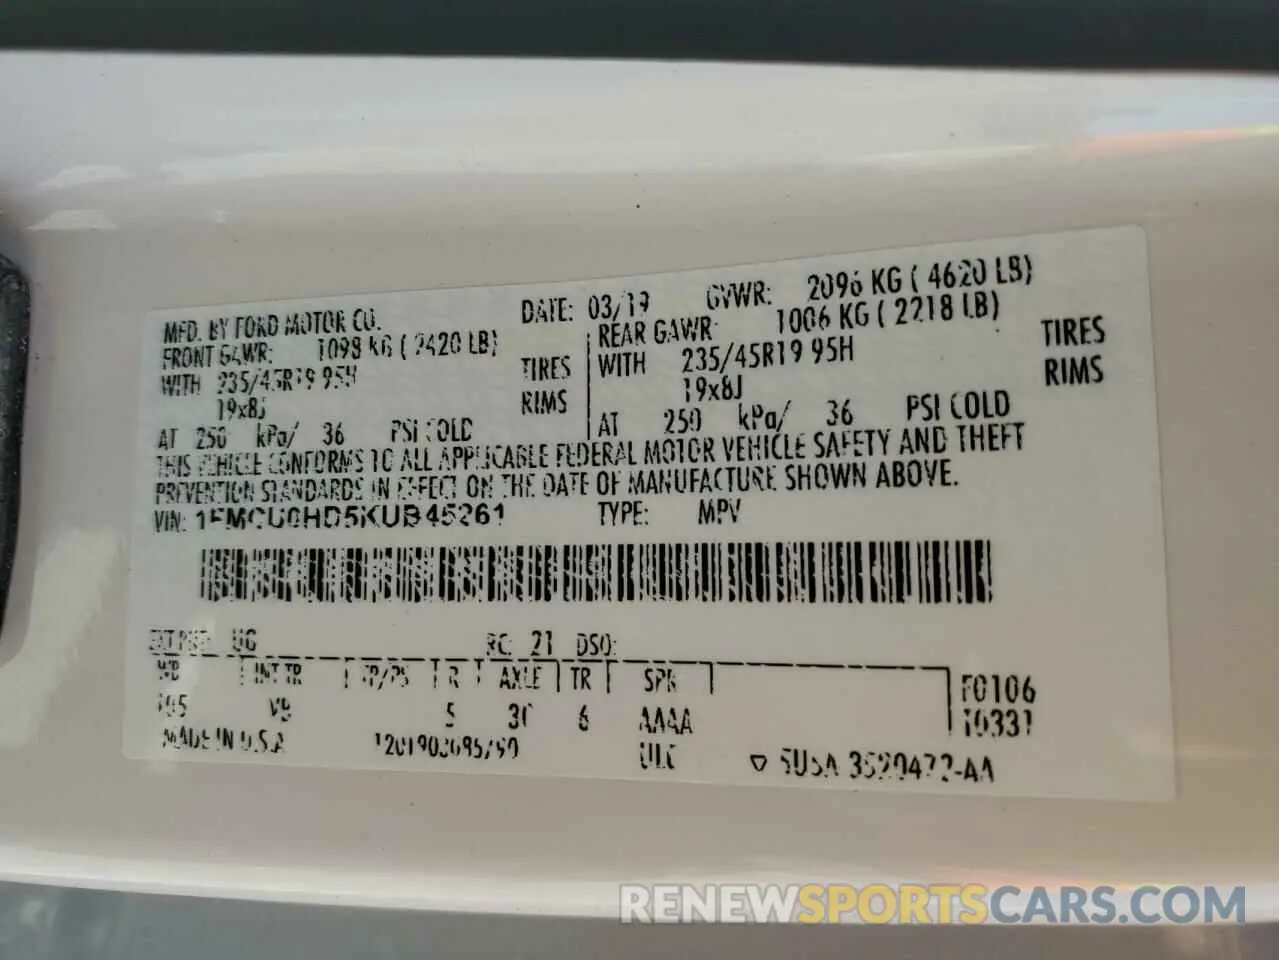 MFD. BY FORD MOTOR CO. DATE: 03/19 GVWR: 2096 KG ( 4620 LB)
FRONT GAWR: 1098 KG ( 2420 LB) REAR GAWR: 1006 KG ( 2218 LB)
WITH 235/45R19 95H TIRES WITH 235/45R19 95H TIRES
19x8J RIMS 19x8J RIMS
AT 250 kPa/ 36 PSI COLD AT 250 kPa/ 36 PSI COLD
THIS VEHICLE CONFORMS TO ALL APPLICABLE FEDERAL MOTOR VEHICLE SAFETY AND THEFT
PREVENTION STANDARDS IN EFFECT ON THE DATE OF MANUFACTURE SHOWN ABOVE.
VIN: 1FMCU0HD5KUB45261 TYPE: MPV
EXT PNT: UG RC: 21 DSO:
WB INT TR TP/PS R AXLE TR SPR F0106
105 5 6 AAAA 10331
MADE IN U.S.A ULC
RENEWSPORTSCARS.COM